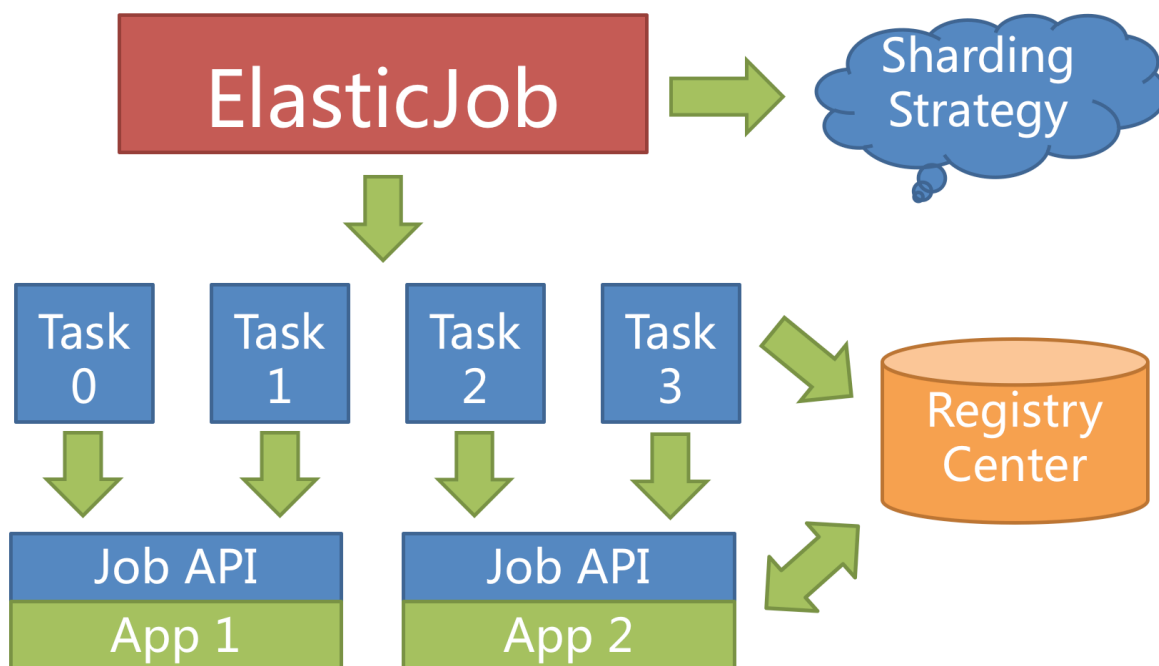 ElasticJob
Sharding
Strategy
Task
0
Task
1
Task
2
Task
3
Registry
Center
Job API
App 1
Job API
App 2